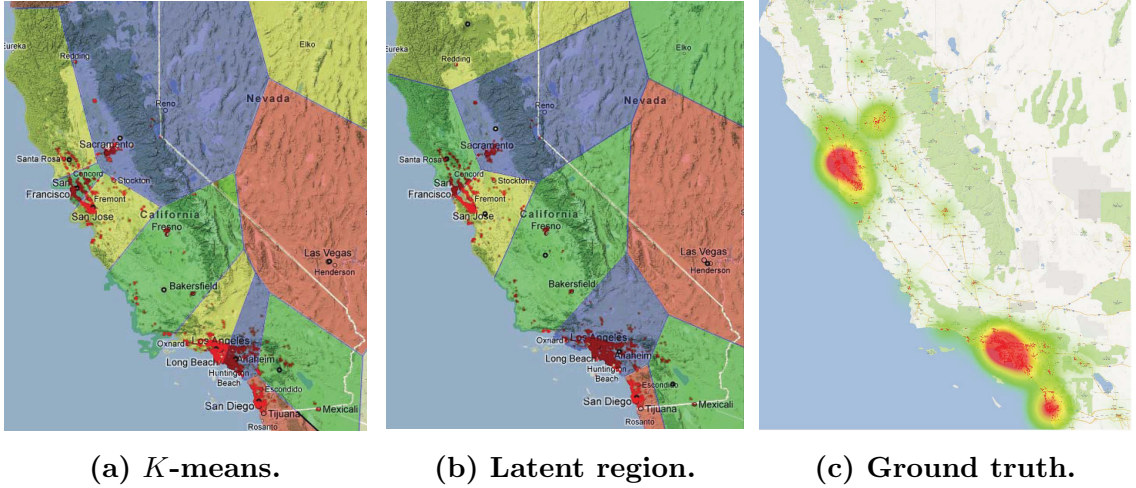 Eureka
Redding
Elko
Reno
Nevada
Sacramento
Santa Rosa
Concord
Stockton
San
Francisco
Fremont
San Jose
California
Fresno
Las Vegas
Henderson
Bakersfield
Oxnard
Los Angeles
Long Beach
Anaheim
Huntington
Beach
Escondido
San Diego
Tijuana
Mexicali
Rosarito
Eureka
Redding
Elko
Reno
Nevada
Sacramento
Santa Rosa
Concord
Stockton
San
Francisco
Fremont
San Jose
California
Fresno
Las Vegas
Henderson
Bakersfield
Oxnard
Los Angeles
Long Beach
Anaheim
Huntington
Beach
Escondido
San Diego
Tijuana
Mexicali
Rosarito
(a) K-means.
(b) Latent region.
(c) Ground truth.